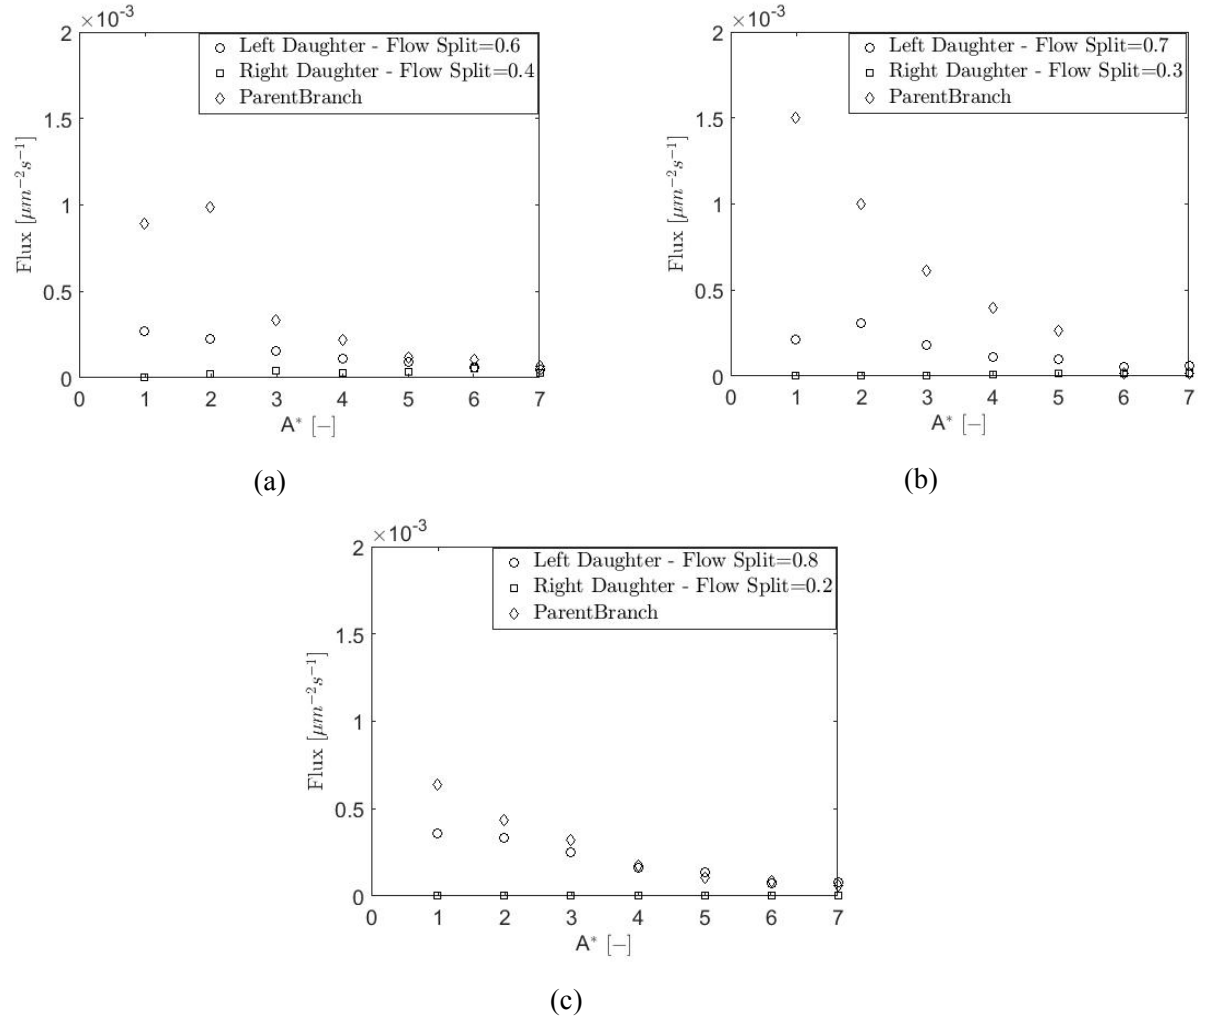 ×10⁻³
2
1.5
1
0.5
0
0 1 2 3 4 5 6 7
Flux [μm⁻²s⁻¹]
A* [−]
Left Daughter - Flow Split=0.6
Right Daughter - Flow Split=0.4
ParentBranch
(a)
×10⁻³
2
1.5
1
0.5
0
0 1 2 3 4 5 6 7
Flux [μm⁻²s⁻¹]
A* [−]
Left Daughter - Flow Split=0.7
Right Daughter - Flow Split=0.3
ParentBranch
(b)
×10⁻³
2
1.5
1
0.5
0
0 1 2 3 4 5 6 7
Flux [μm⁻²s⁻¹]
A* [−]
Left Daughter - Flow Split=0.8
Right Daughter - Flow Split=0.2
ParentBranch
(c)